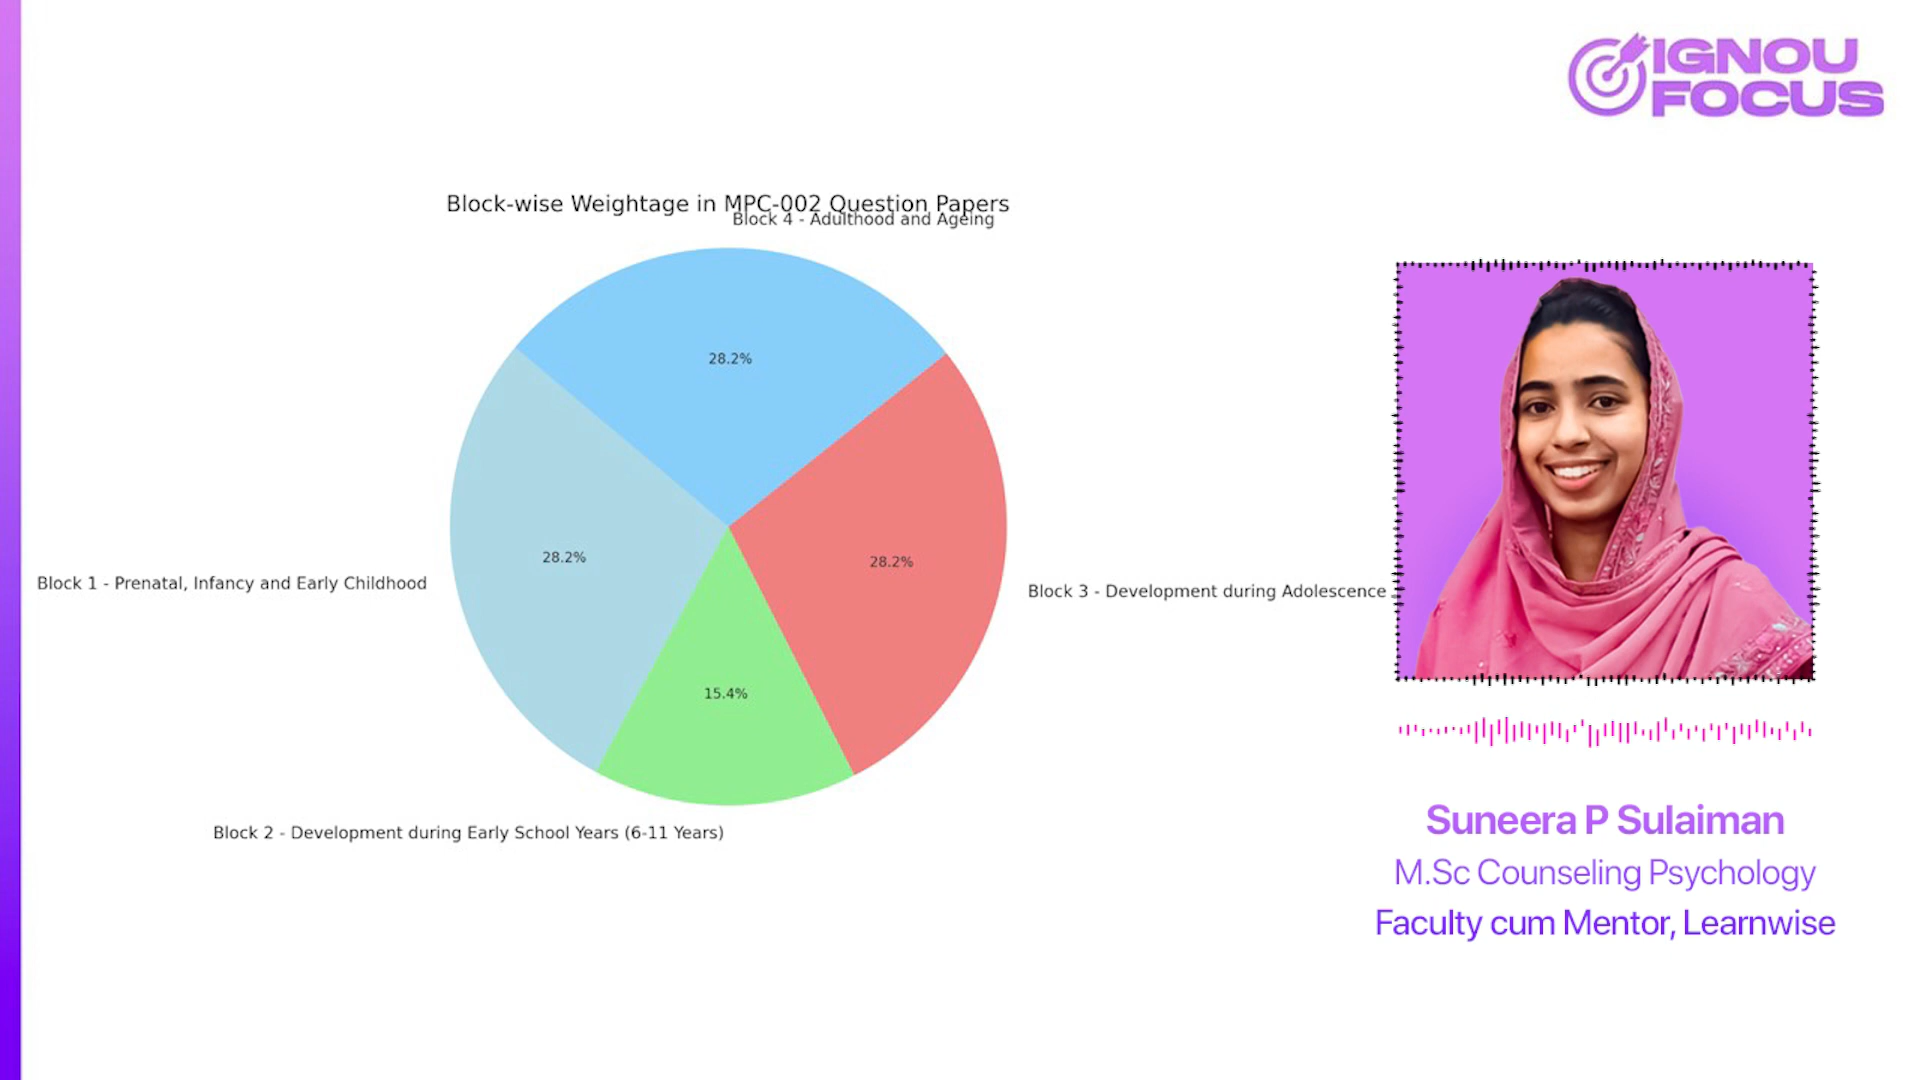 IGNOU
FOCUS
Block-wise Weightage in MPC-002 Question Papers
Block 4 - Adulthood and Ageing
28.2%
28.2%
28.2%
Block 1 - Prenatal, Infancy and Early Childhood
Block 3 - Development during Adolescence
15.4%
Block 2 - Development during Early School Years (6-11 Years)
Suneera P Sulaiman
M.Sc Counseling Psychology
Faculty cum Mentor, Learnwise